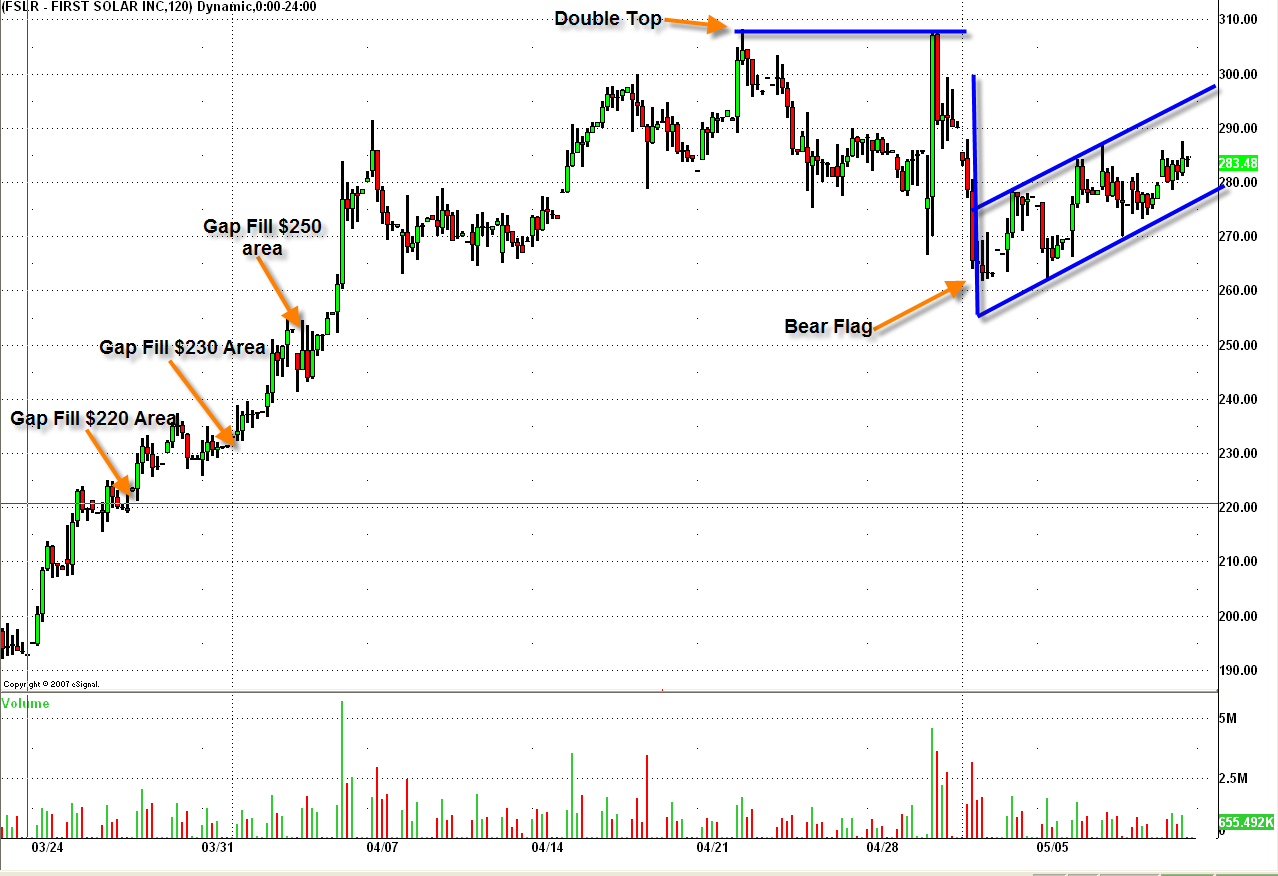 (FSLR - FIRST SOLAR INC,120) Dynamic,0:00-24:00
310.00
Double Top
300.00
290.00
283.48
280.00
Gap Fill $250
area
270.00
260.00
Bear Flag
250.00
Gap Fill $230 Area
240.00
Gap Fill $220 Area
230.00
220.00
210.00
200.00
190.00
Copyright © 2007 eSignal.
Volume
5M
2.5M
655.492K
0
03/24 03/31 04/07 04/14 04/21 04/28 05/05